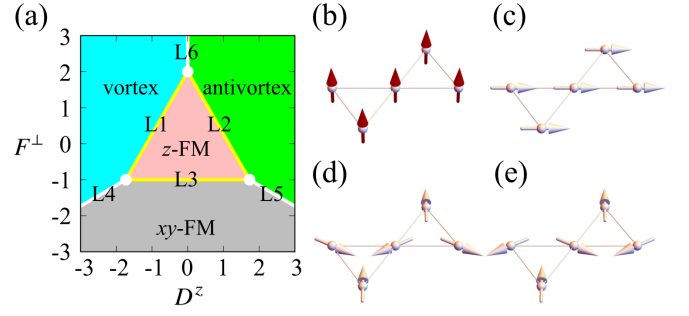 (a)
3
2
1
0
-1
-2
-3
F⊥
-3 -2 -1 0 1 2 3
D^z
L6
vortex
antivortex
L1
L2
z-FM
L3
L4
L5
xy-FM
(b)
(c)
(d)
(e)